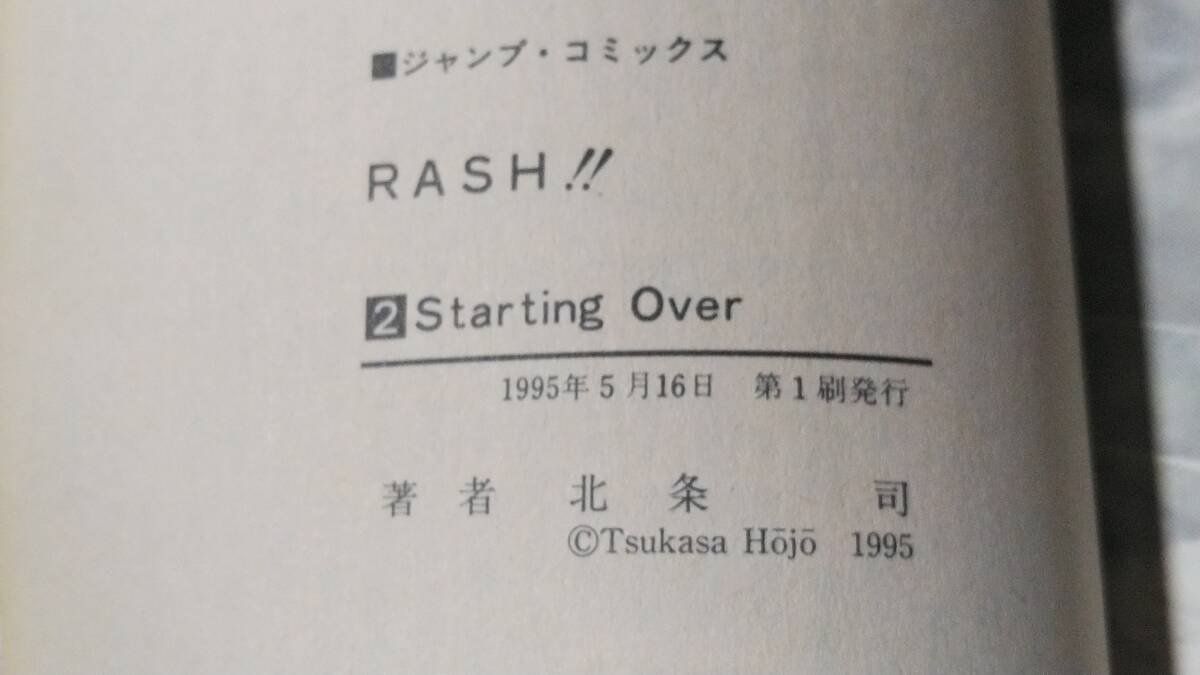 ■ジャンプ・コミックス
RASH!!
2 Starting Over
1995年5月16日 第1刷発行
著者 北条 司
©Tsukasa Hōjō 1995